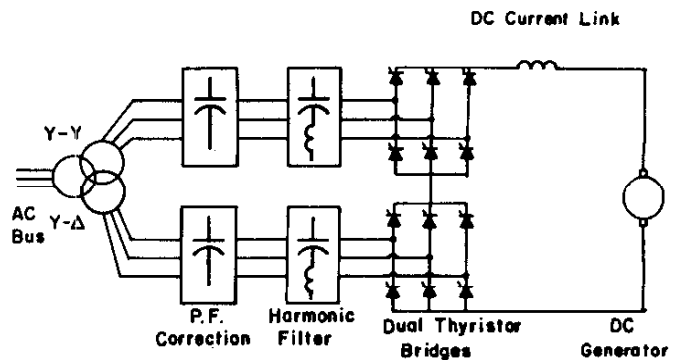 DC Current Link
Y-Y
AC
Bus
Y-Δ
P.F.
Correction
Harmonic
Filter
Dual Thyristor
Bridges
DC
Generator